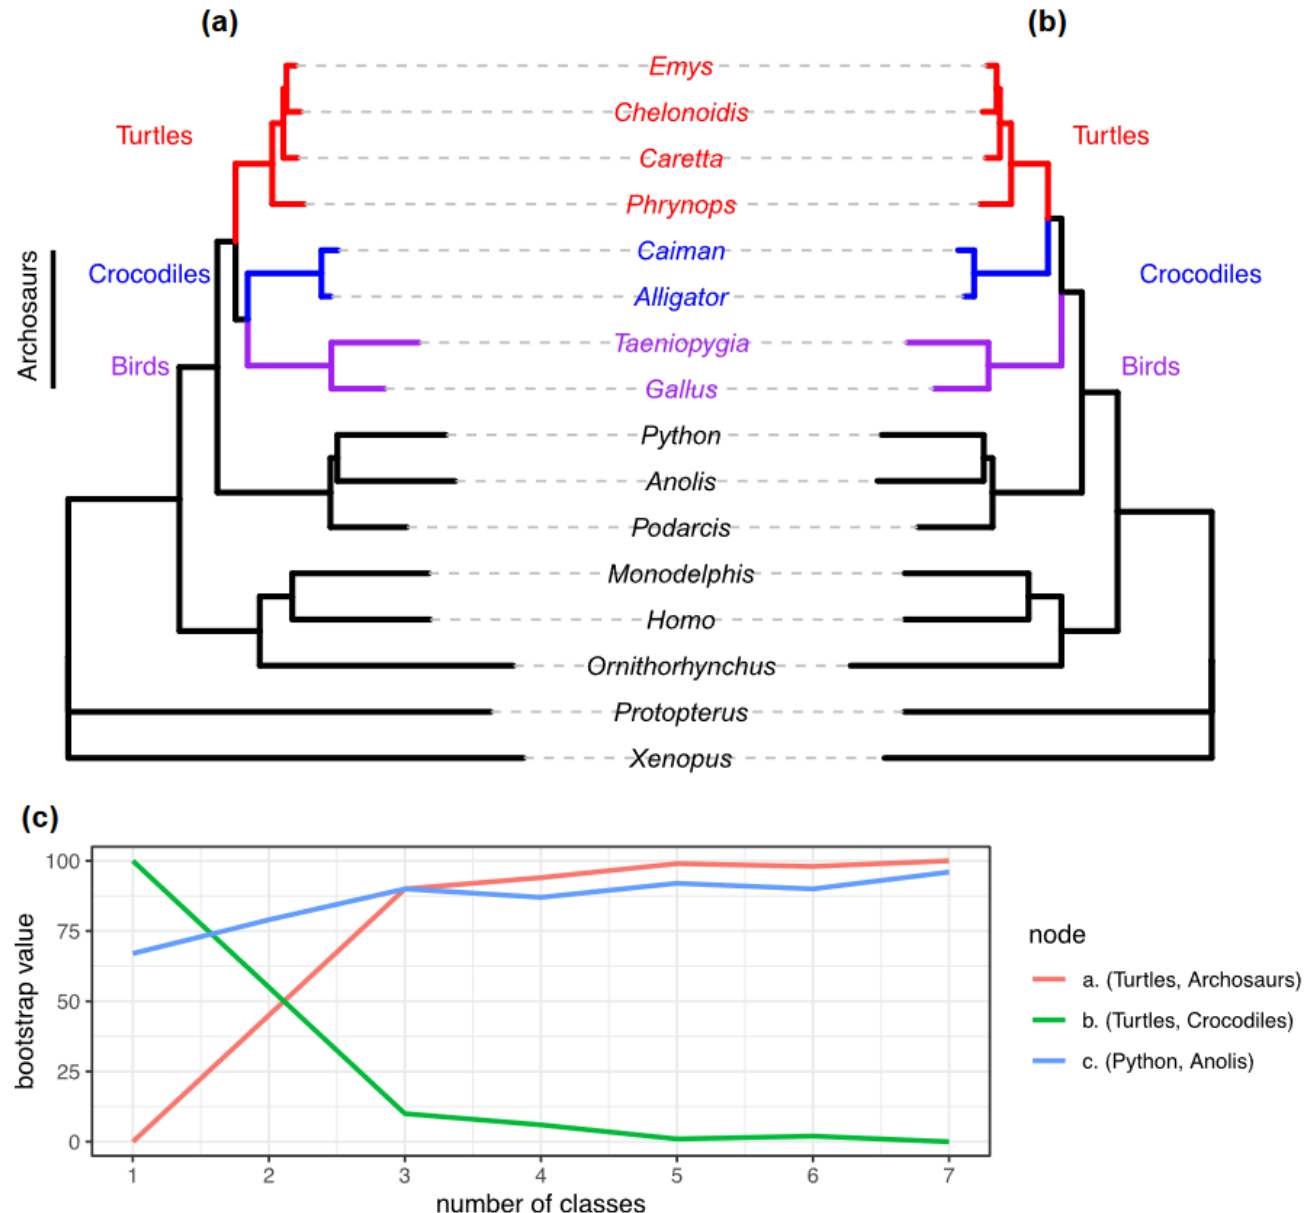 (a)
(b)
Emys
Chelonoidis
Caretta
Phrynops
Caiman
Alligator
Taeniopygia
Gallus
Python
Anolis
Podarcis
Monodelphis
Homo
Ornithorhynchus
Protopterus
Xenopus
Turtles
Crocodiles
Birds
Archosaurs
Turtles
Crocodiles
Birds
(c)
bootstrap value
100
75
50
25
0
1 2 3 4 5 6 7
number of classes
node
a. (Turtles, Archosaurs)
b. (Turtles, Crocodiles)
c. (Python, Anolis)